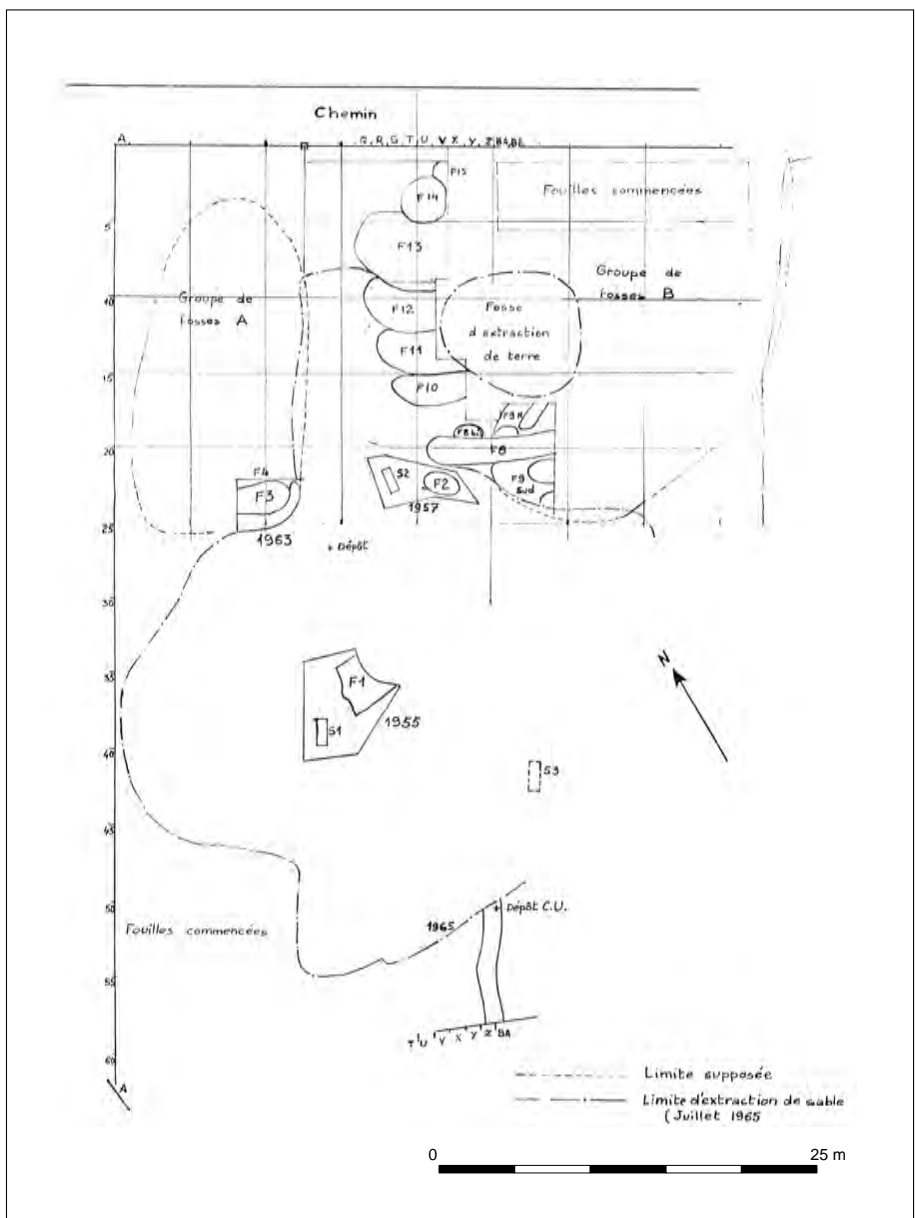 Chemin
A.
F15
F14
Fouilles commencées
5
F13
Groupe de
fosses B
Groupe de
fosses A
10
F12
Fosse
d'extraction
de terre
F11
15
F10
F9 N
F8 bis
20
F8
F4
F3
S2
F2
F9
Sud
1957
25
1963
+ Dépôt
30
N
35
F1
S1
1955
40
S3
45
50
+ Dépôt C.U.
Fouilles commencées
1965
55
T U V X Y Z BA
60
A
Limite supposée
Limite d'extraction de sable
(Juillet 1965
0
25 m